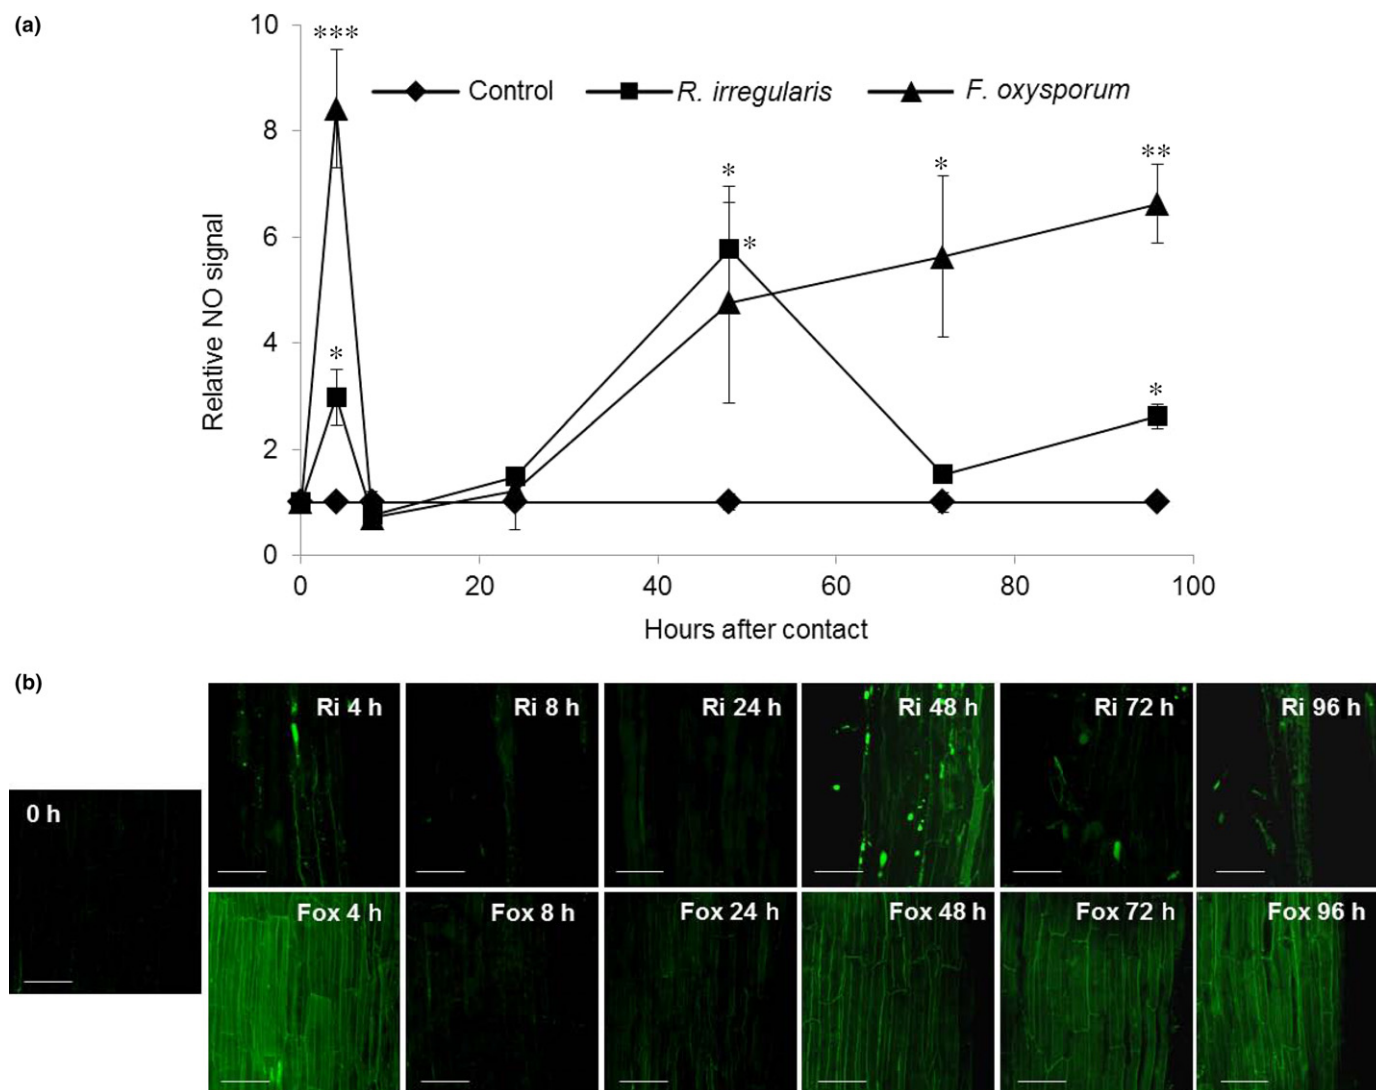 (a)
10
8
6
4
2
0
Relative NO signal
Control R. irregularis F. oxysporum
***
*
*
*
*
**
*
0 20 40 60 80 100
Hours after contact
(b)
0 h
Ri 4 h Ri 8 h Ri 24 h Ri 48 h Ri 72 h Ri 96 h
Fox 4 h Fox 8 h Fox 24 h Fox 48 h Fox 72 h Fox 96 h